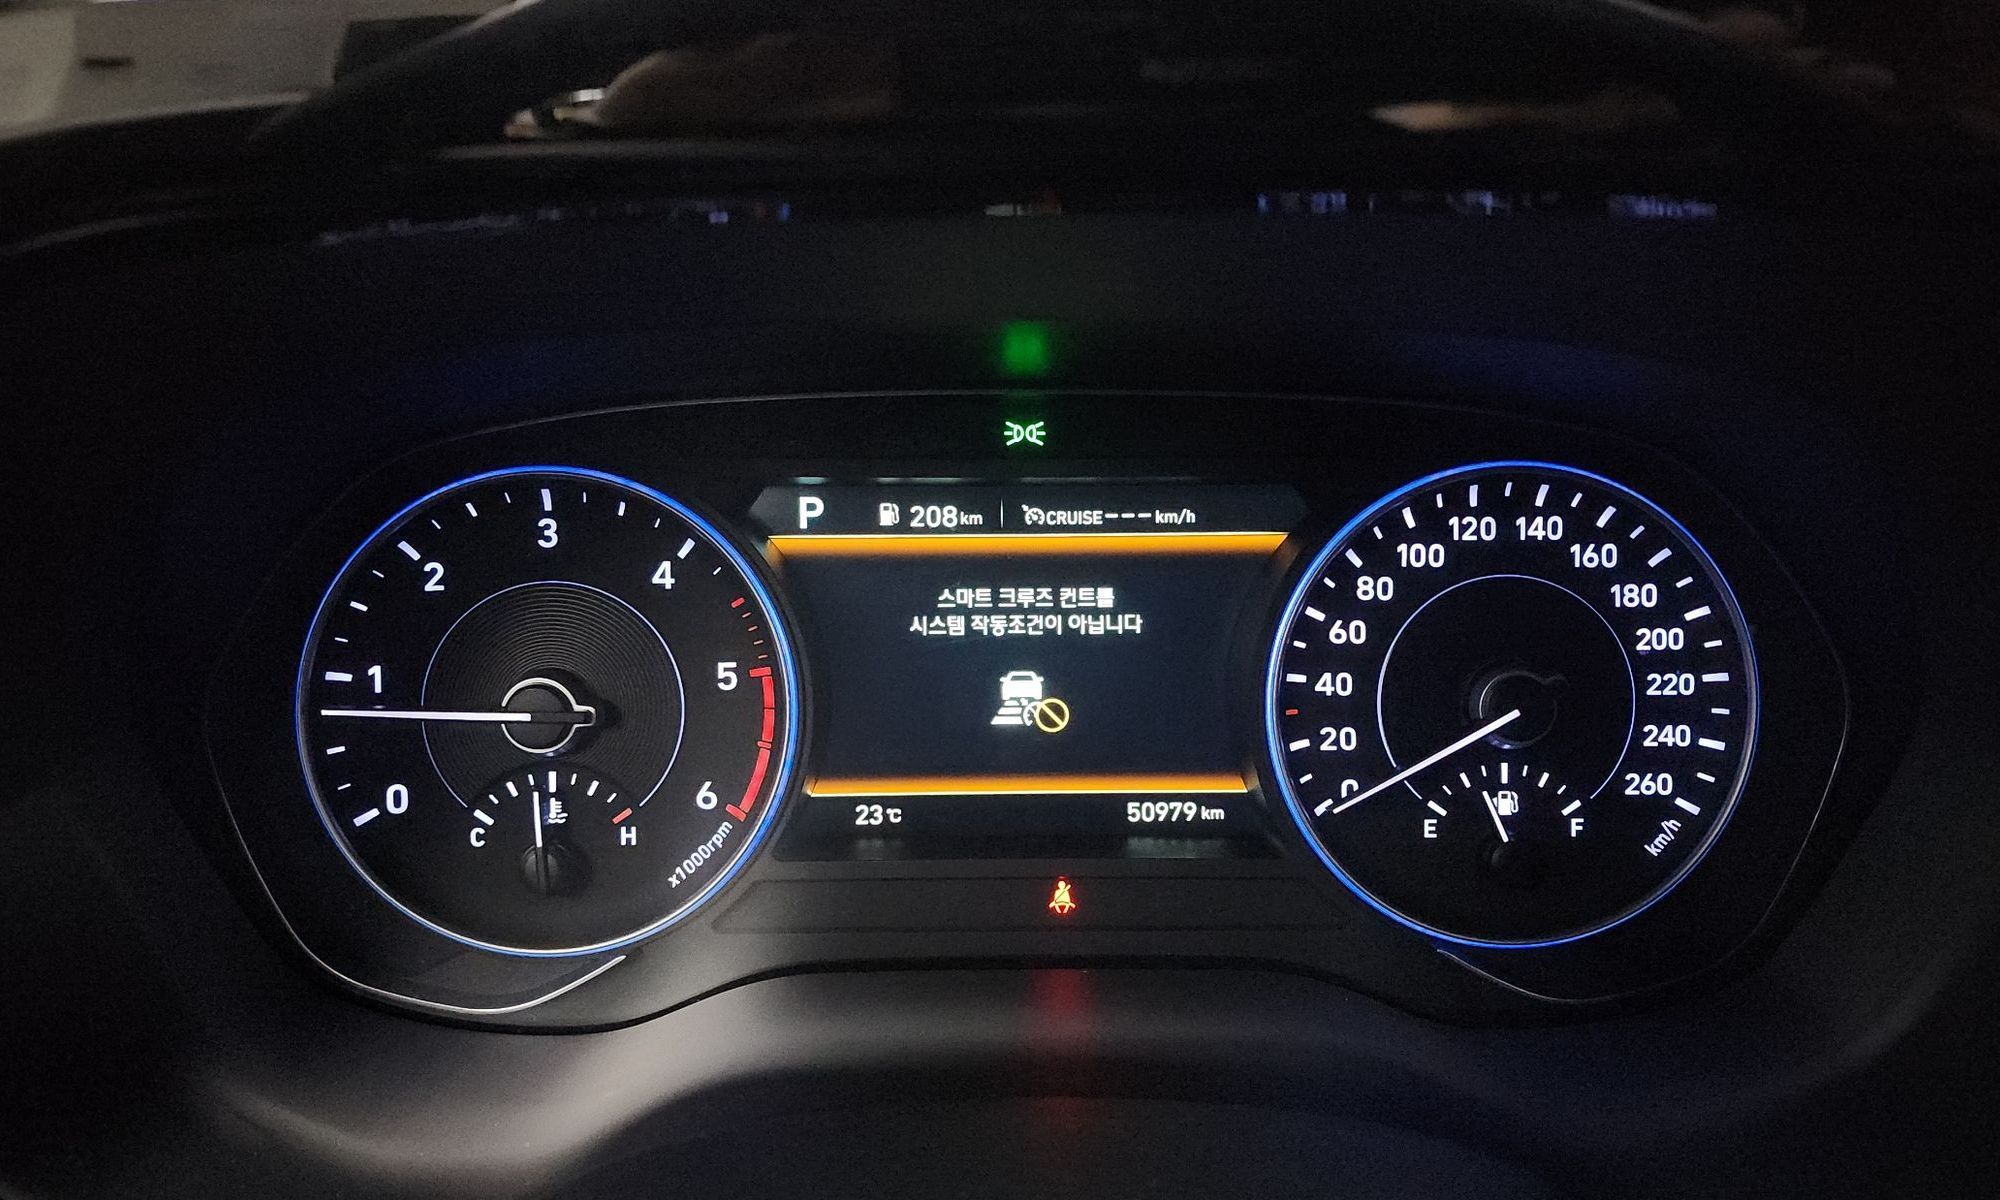 P 208 km CRUISE---km/h
스마트 크루즈 컨트롤
시스템 작동조건이 아닙니다
23℃ 50979 km
0 1 2 3 4 5 6
x1000rpm
C H
0 20 40 60 80 100 120 140 160 180 200 220 240 260
km/h
E F